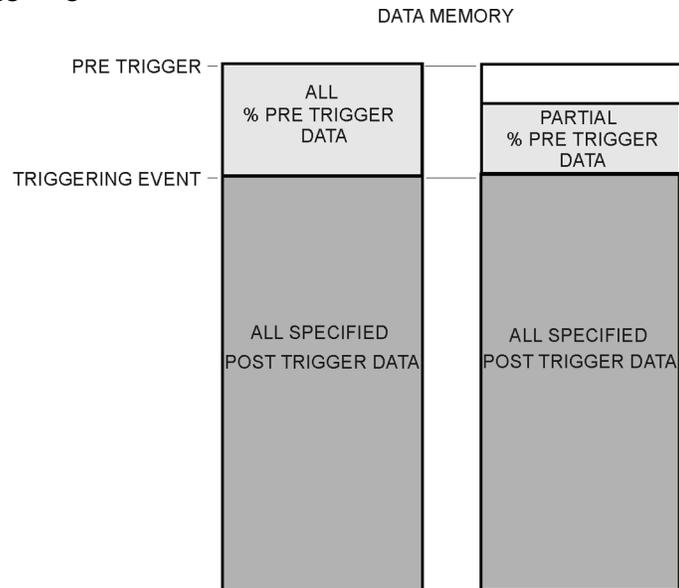 DATA MEMORY
PRE TRIGGER
ALL
% PRE TRIGGER
DATA
PARTIAL
% PRE TRIGGER
DATA
TRIGGERING EVENT
ALL SPECIFIED
POST TRIGGER DATA
ALL SPECIFIED
POST TRIGGER DATA